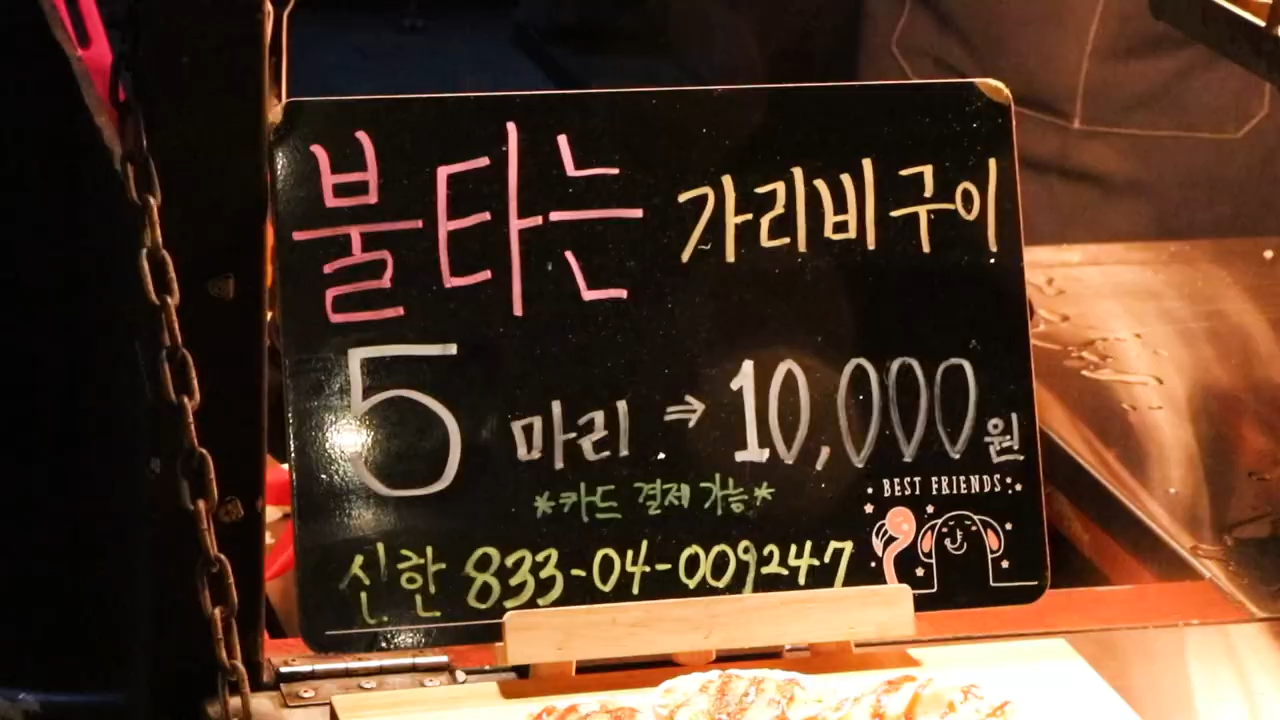 불타는 가리비구이
5 마리 ⇒ 10,000원
*카드 결제 가능*
BEST FRIENDS
신한 833-04-009247